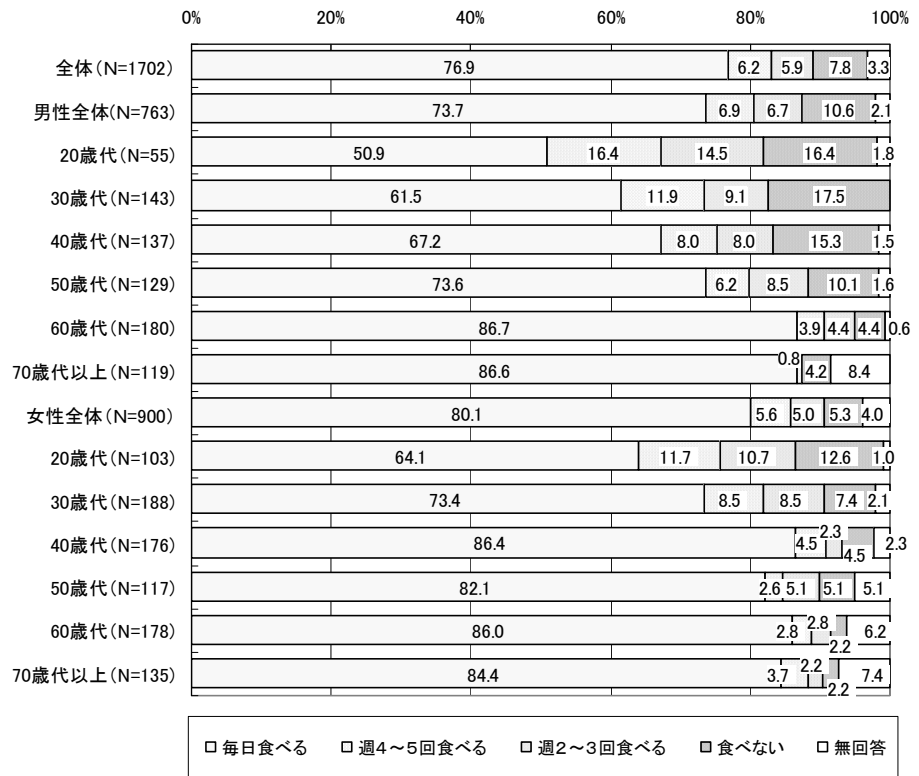 0% 20% 40% 60% 80% 100%
全体(N=1702) 76.9 6.2 5.9 7.8 3.3
男性全体(N=763) 73.7 6.9 6.7 10.6 2.1
20歳代(N=55) 50.9 16.4 14.5 16.4 1.8
30歳代(N=143) 61.5 11.9 9.1 17.5
40歳代(N=137) 67.2 8.0 8.0 15.3 1.5
50歳代(N=129) 73.6 6.2 8.5 10.1 1.6
60歳代(N=180) 86.7 3.9 4.4 4.4 0.6
70歳代以上(N=119) 86.6 0.8 4.2 8.4
女性全体(N=900) 80.1 5.6 5.0 5.3 4.0
20歳代(N=103) 64.1 11.7 10.7 12.6 1.0
30歳代(N=188) 73.4 8.5 8.5 7.4 2.1
40歳代(N=176) 86.4 4.5 2.3 4.5 2.3
50歳代(N=117) 82.1 2.6 5.1 5.1 5.1
60歳代(N=178) 86.0 2.8 2.8 2.2 6.2
70歳代以上(N=135) 84.4 3.7 2.2 2.2 7.4
毎日食べる 週4～5回食べる 週2～3回食べる 食べない 無回答